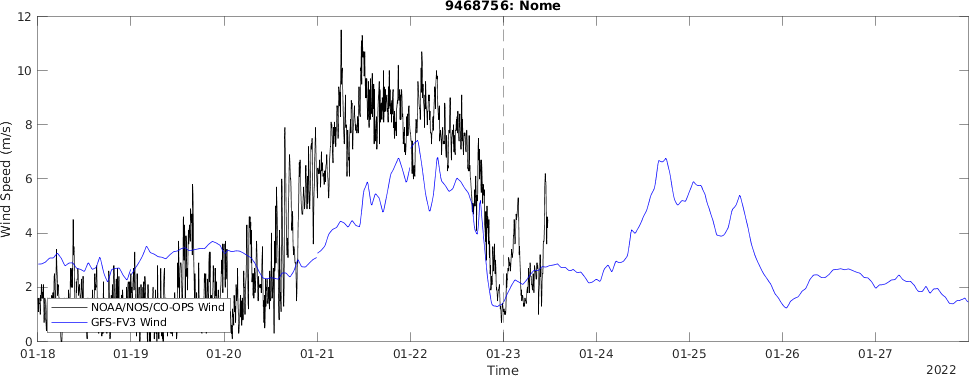 9468756: Nome
12
10
8
6
4
2
0
Wind Speed (m/s)
NOAA/NOS/CO-OPS Wind
GFS-FV3 Wind
01-18 01-19 01-20 01-21 01-22 01-23 01-24 01-25 01-26 01-27
Time
2022